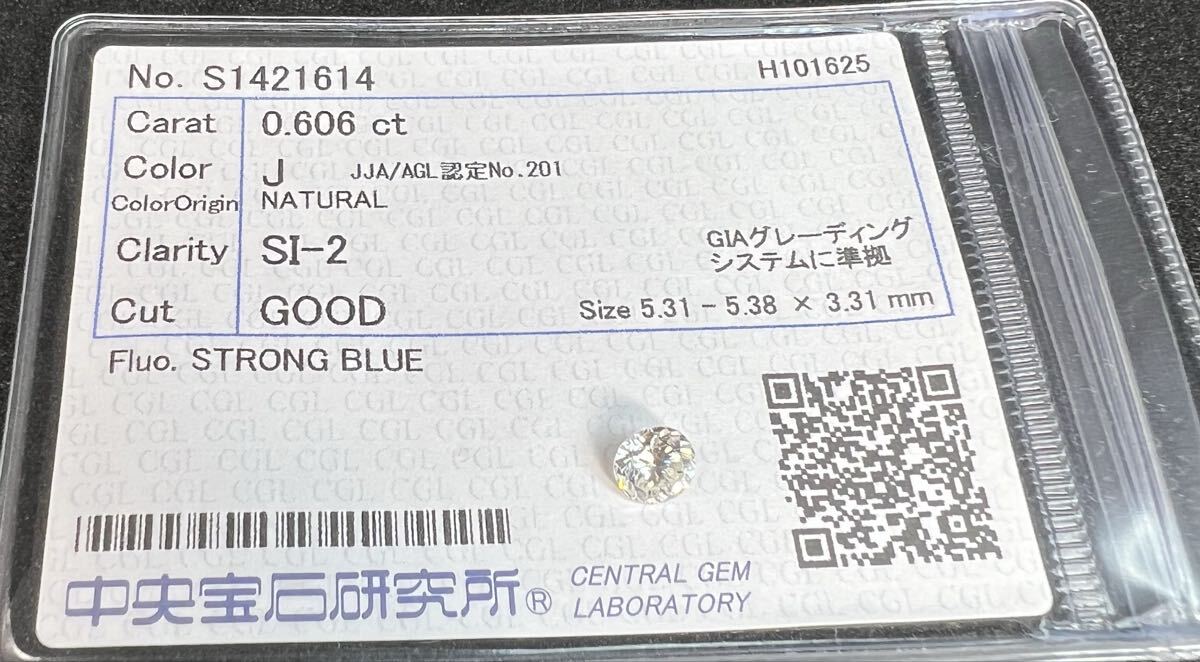 No. S1421614 H101625
Carat 0.606 ct
Color J JJA/AGL認定No.201
ColorOrigin NATURAL
Clarity SI-2 GIAグレーディング
システムに準拠
Cut GOOD Size 5.31 - 5.38 × 3.31 mm
Fluo. STRONG BLUE
中央宝石研究所® CENTRAL GEM
LABORATORY